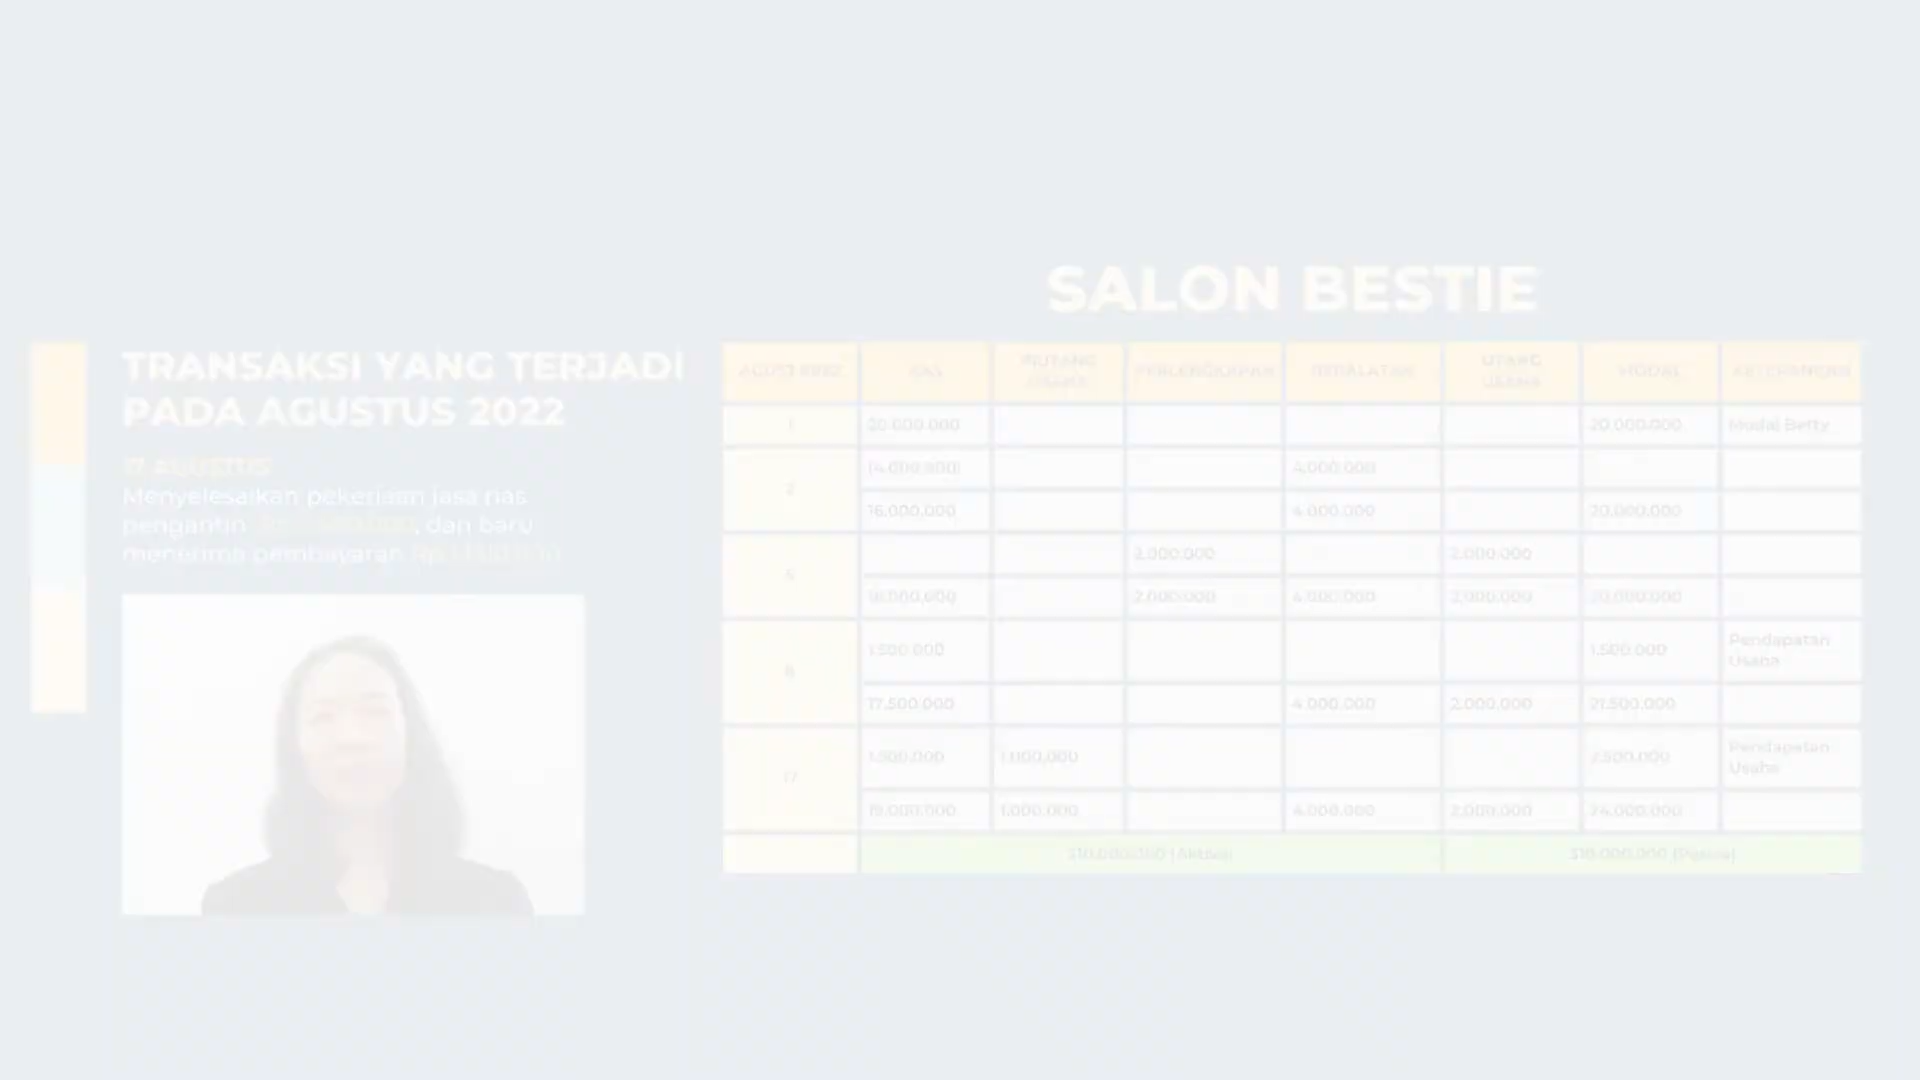 SALON BESTIE
TRANSAKSI YANG TERJADI
PADA AGUSTUS 2022
17 AGUSTUS
Menyelesaikan pekerjaan jasa rias
pengantin , dan baru
menerima pembayaran
KAS PIUTANG USAHA PERLENGKAPAN PERALATAN UTANG USAHA MODAL KETERANGAN
1 20.000.000 20.000.000 Modal Betty
2 (4.000.000) 4.000.000
16.000.000 4.000.000 20.000.000
5 2.000.000 2.000.000
16.000.000 2.000.000 4.000.000 2.000.000 20.000.000
1.500.000 1.500.000 Pendapatan Usaha
17.500.000 4.000.000 2.000.000 21.500.000
17 1.500.000 1.000.000 2.500.000 Pendapatan Usaha
19.000.000 1.000.000 4.000.000 2.000.000 24.000.000